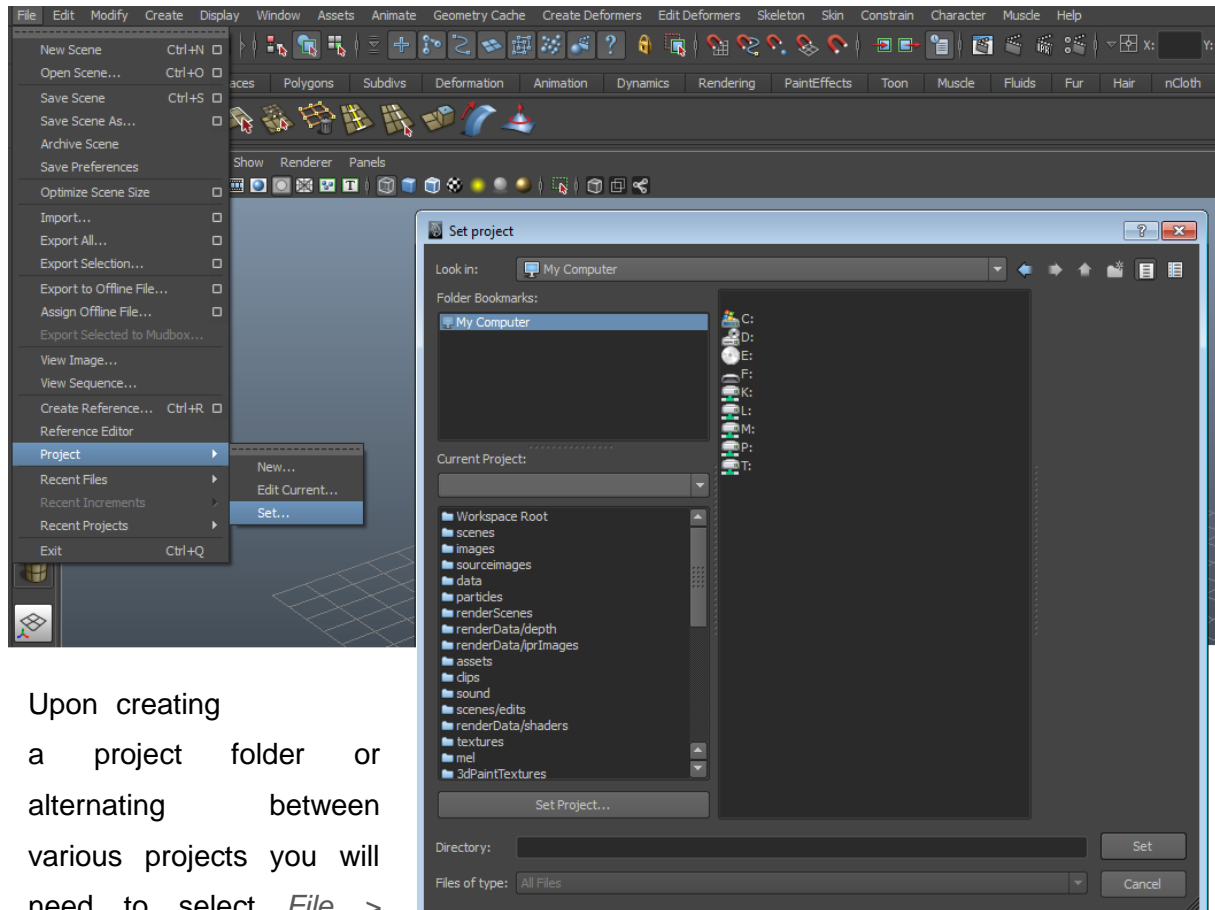 File Edit Modify Create Display Window Assets Animate Geometry Cache Create Deformers Edit Deformers Skeleton Skin Constrain Character Muscle Help
New Scene Ctrl+N
Open Scene... Ctrl+O
Save Scene Ctrl+S
Save Scene As...
Archive Scene
Save Preferences
Optimize Scene Size
Import...
Export All...
Export Selection...
Export to Offline File...
Assign Offline File...
Export Selected to Mudbox...
View Image...
View Sequence...
Create Reference... Ctrl+R
Reference Editor
Project
Recent Files
Recent Increments
Recent Projects
Exit Ctrl+Q
New...
Edit Current...
Set...
X: Y:
aces Polygons Subdivs Deformation Animation Dynamics Rendering PaintEffects Toon Muscle Fluids Fur Hair nCloth
Show Renderer Panels
Set project
Look in: My Computer
Folder Bookmarks:
My Computer
C:
D:
E:
F:
K:
L:
M:
P:
T:
Current Project:
Workspace Root
scenes
images
sourceimages
data
particles
renderScenes
renderData/depth
renderData/iprImages
assets
clips
sound
scenes/edits
renderData/shaders
textures
mel
3dPaintTextures
Set Project...
Directory: Set
Files of type: All Files Cancel
Upon creating
a project folder or
alternating between
various projects you will
need to select File >